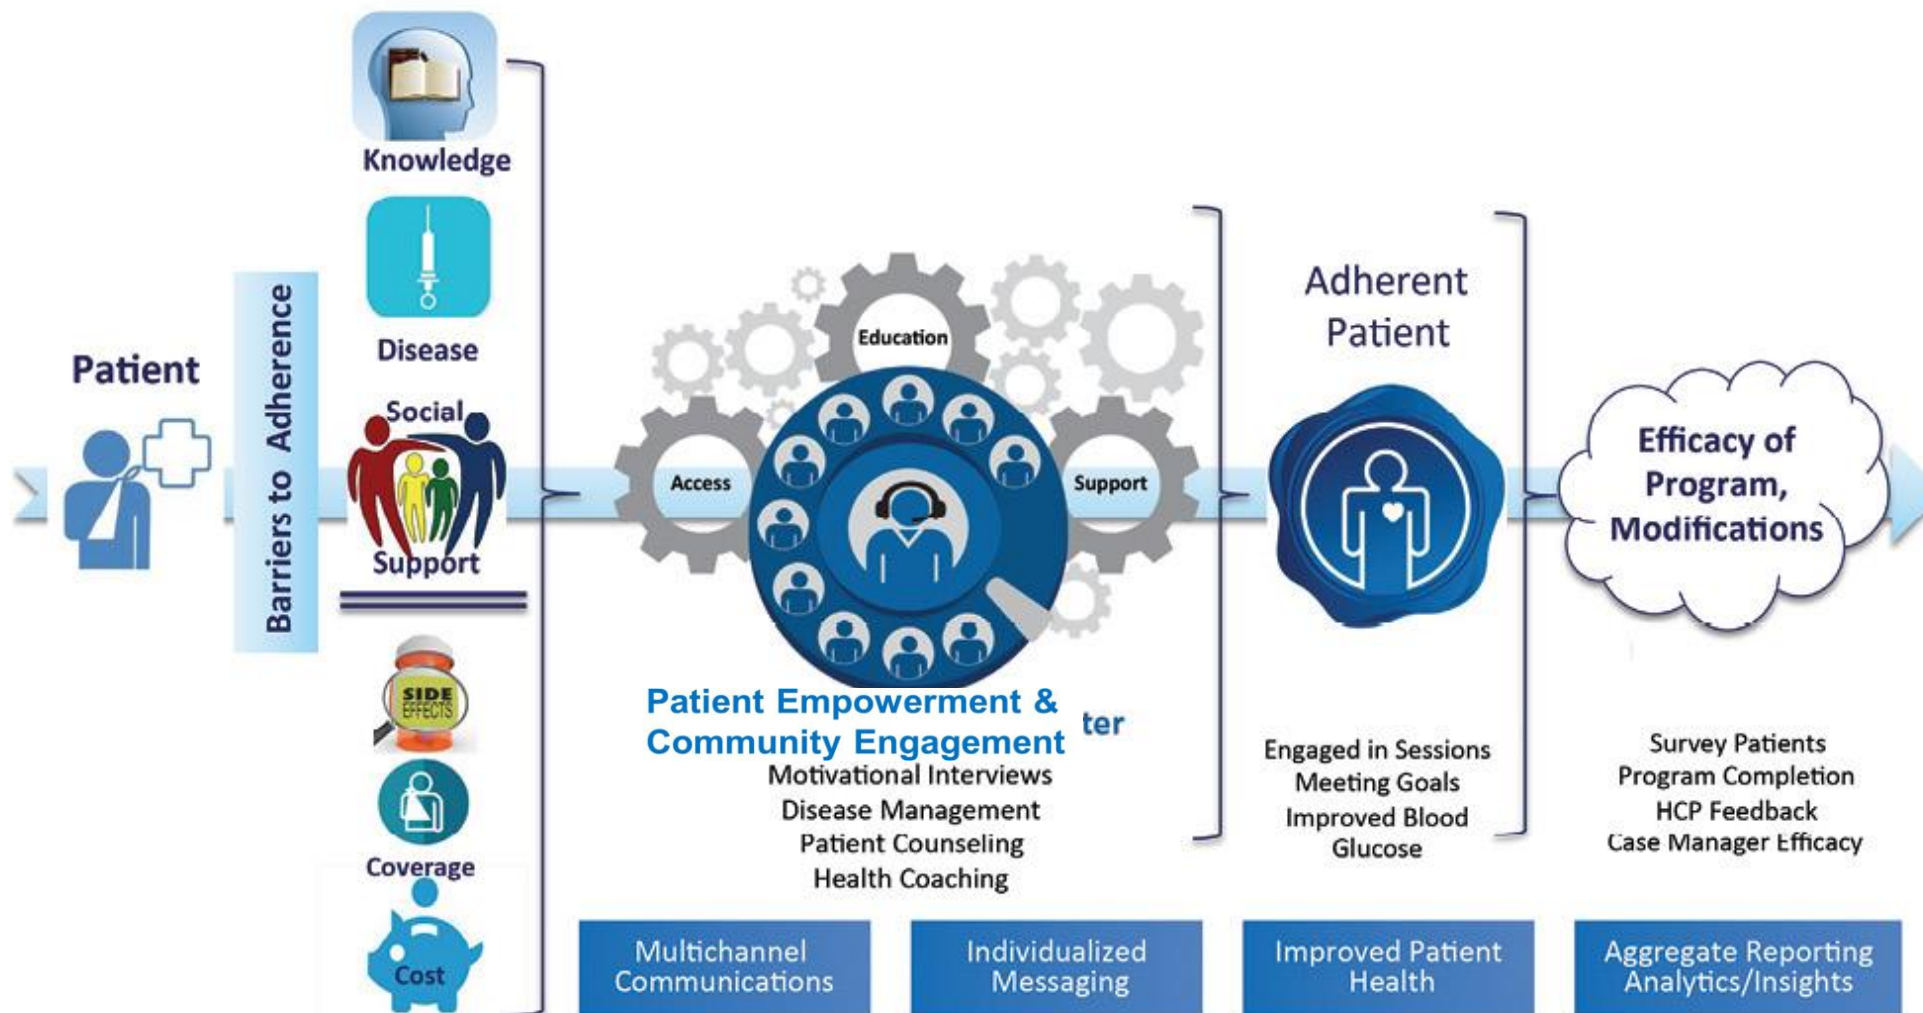 Patient
Barriers to Adherence
Knowledge
Disease
Social
Support
SIDE
EFFECTS
Coverage
Cost
Education
Access
Support
Patient Empowerment &
Community Engagement
ter
Motivational Interviews
Disease Management
Patient Counseling
Health Coaching
Adherent
Patient
Engaged in Sessions
Meeting Goals
Improved Blood
Glucose
Efficacy of
Program,
Modifications
Survey Patients
Program Completion
HCP Feedback
Case Manager Efficacy
Multichannel
Communications
Individualized
Messaging
Improved Patient
Health
Aggregate Reporting
Analytics/Insights